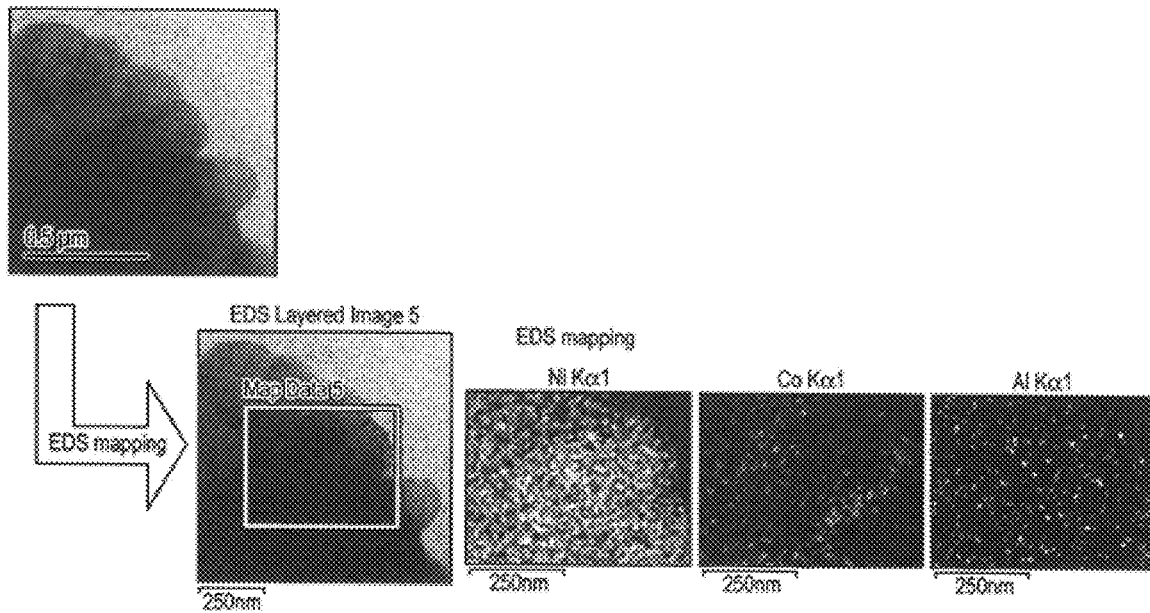 0.5 µm
EDS Layered Image 5
EDS mapping
Map Data 5
EDS mapping
Ni Kα1
Co Kα1
Al Kα1
250nm
250nm
250nm
250nm